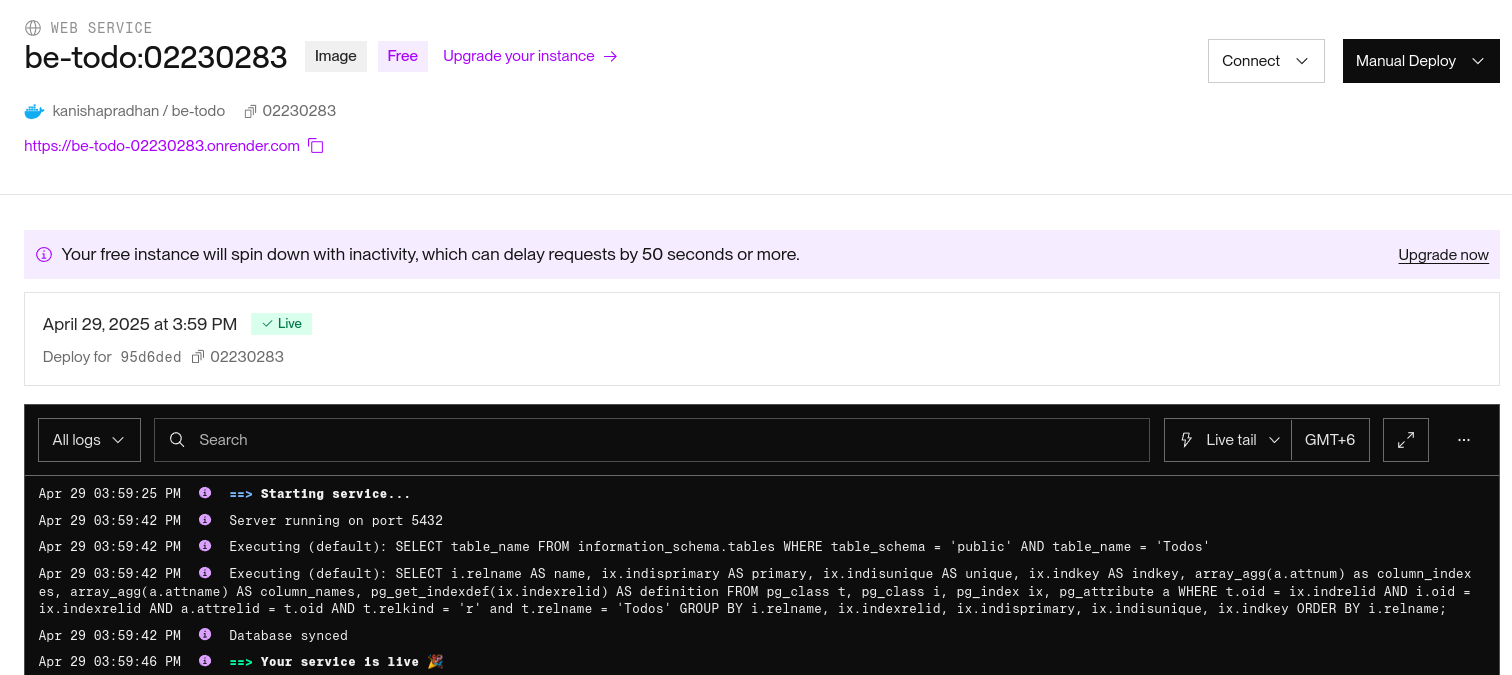 WEB SERVICE
be-todo:02230283 Image Free Upgrade your instance → Connect Manual Deploy
kanishapradhan / be-todo 02230283
https://be-todo-02230283.onrender.com
Your free instance will spin down with inactivity, which can delay requests by 50 seconds or more. Upgrade now
April 29, 2025 at 3:59 PM Live
Deploy for 95d6ded 02230283
All logs Search Live tail GMT+6 ...
Apr 29 03:59:25 PM ==> Starting service...
Apr 29 03:59:42 PM Server running on port 5432
Apr 29 03:59:42 PM Executing (default): SELECT table_name FROM information_schema.tables WHERE table_schema = 'public' AND table_name = 'Todos'
Apr 29 03:59:42 PM Executing (default): SELECT i.relname AS name, ix.indisprimary AS primary, ix.indisunique AS unique, ix.indkey AS indkey, array_agg(a.attnum) as column_index
es, array_agg(a.attname) AS column_names, pg_get_indexdef(ix.indexrelid) AS definition FROM pg_class t, pg_class i, pg_index ix, pg_attribute a WHERE t.oid = ix.indrelid AND i.oid =
ix.indexrelid AND a.attrelid = t.oid AND t.relkind = 'r' and t.relname = 'Todos' GROUP BY i.relname, ix.indexrelid, ix.indisprimary, ix.indisunique, ix.indkey ORDER BY i.relname;
Apr 29 03:59:42 PM Database synced
Apr 29 03:59:46 PM ==> Your service is live 🎉